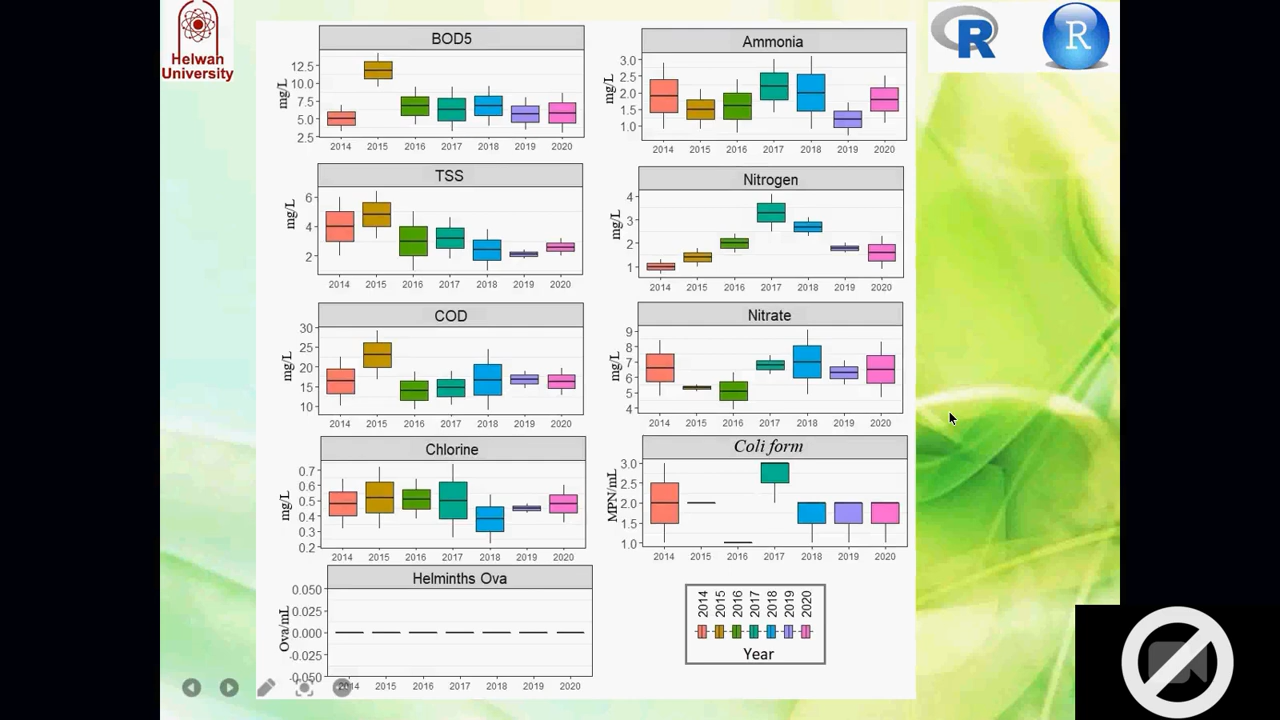 Helwan
University
R
R
BOD5
mg/L
12.5
10.0
7.5
5.0
2.5
2014 2015 2016 2017 2018 2019 2020
Ammonia
mg/L
3.0
2.5
2.0
1.5
1.0
2014 2015 2016 2017 2018 2019 2020
TSS
mg/L
6
4
2
2014 2015 2016 2017 2018 2019 2020
Nitrogen
mg/L
4
3
2
1
2014 2015 2016 2017 2018 2019 2020
COD
mg/L
30
25
20
15
10
2014 2015 2016 2017 2018 2019 2020
Nitrate
mg/L
9
8
7
6
5
4
2014 2015 2016 2017 2018 2019 2020
Chlorine
mg/L
0.7
0.6
0.5
0.4
0.3
0.2
2014 2015 2016 2017 2018 2019 2020
Coli form
MPN/mL
3.0
2.5
2.0
1.5
1.0
2014 2015 2016 2017 2018 2019 2020
Helminths Ova
Ova/mL
0.050
0.025
0.000
-0.025
-0.050
2014 2015 2016 2017 2018 2019 2020
2014 2015 2016 2017 2018 2019 2020
Year